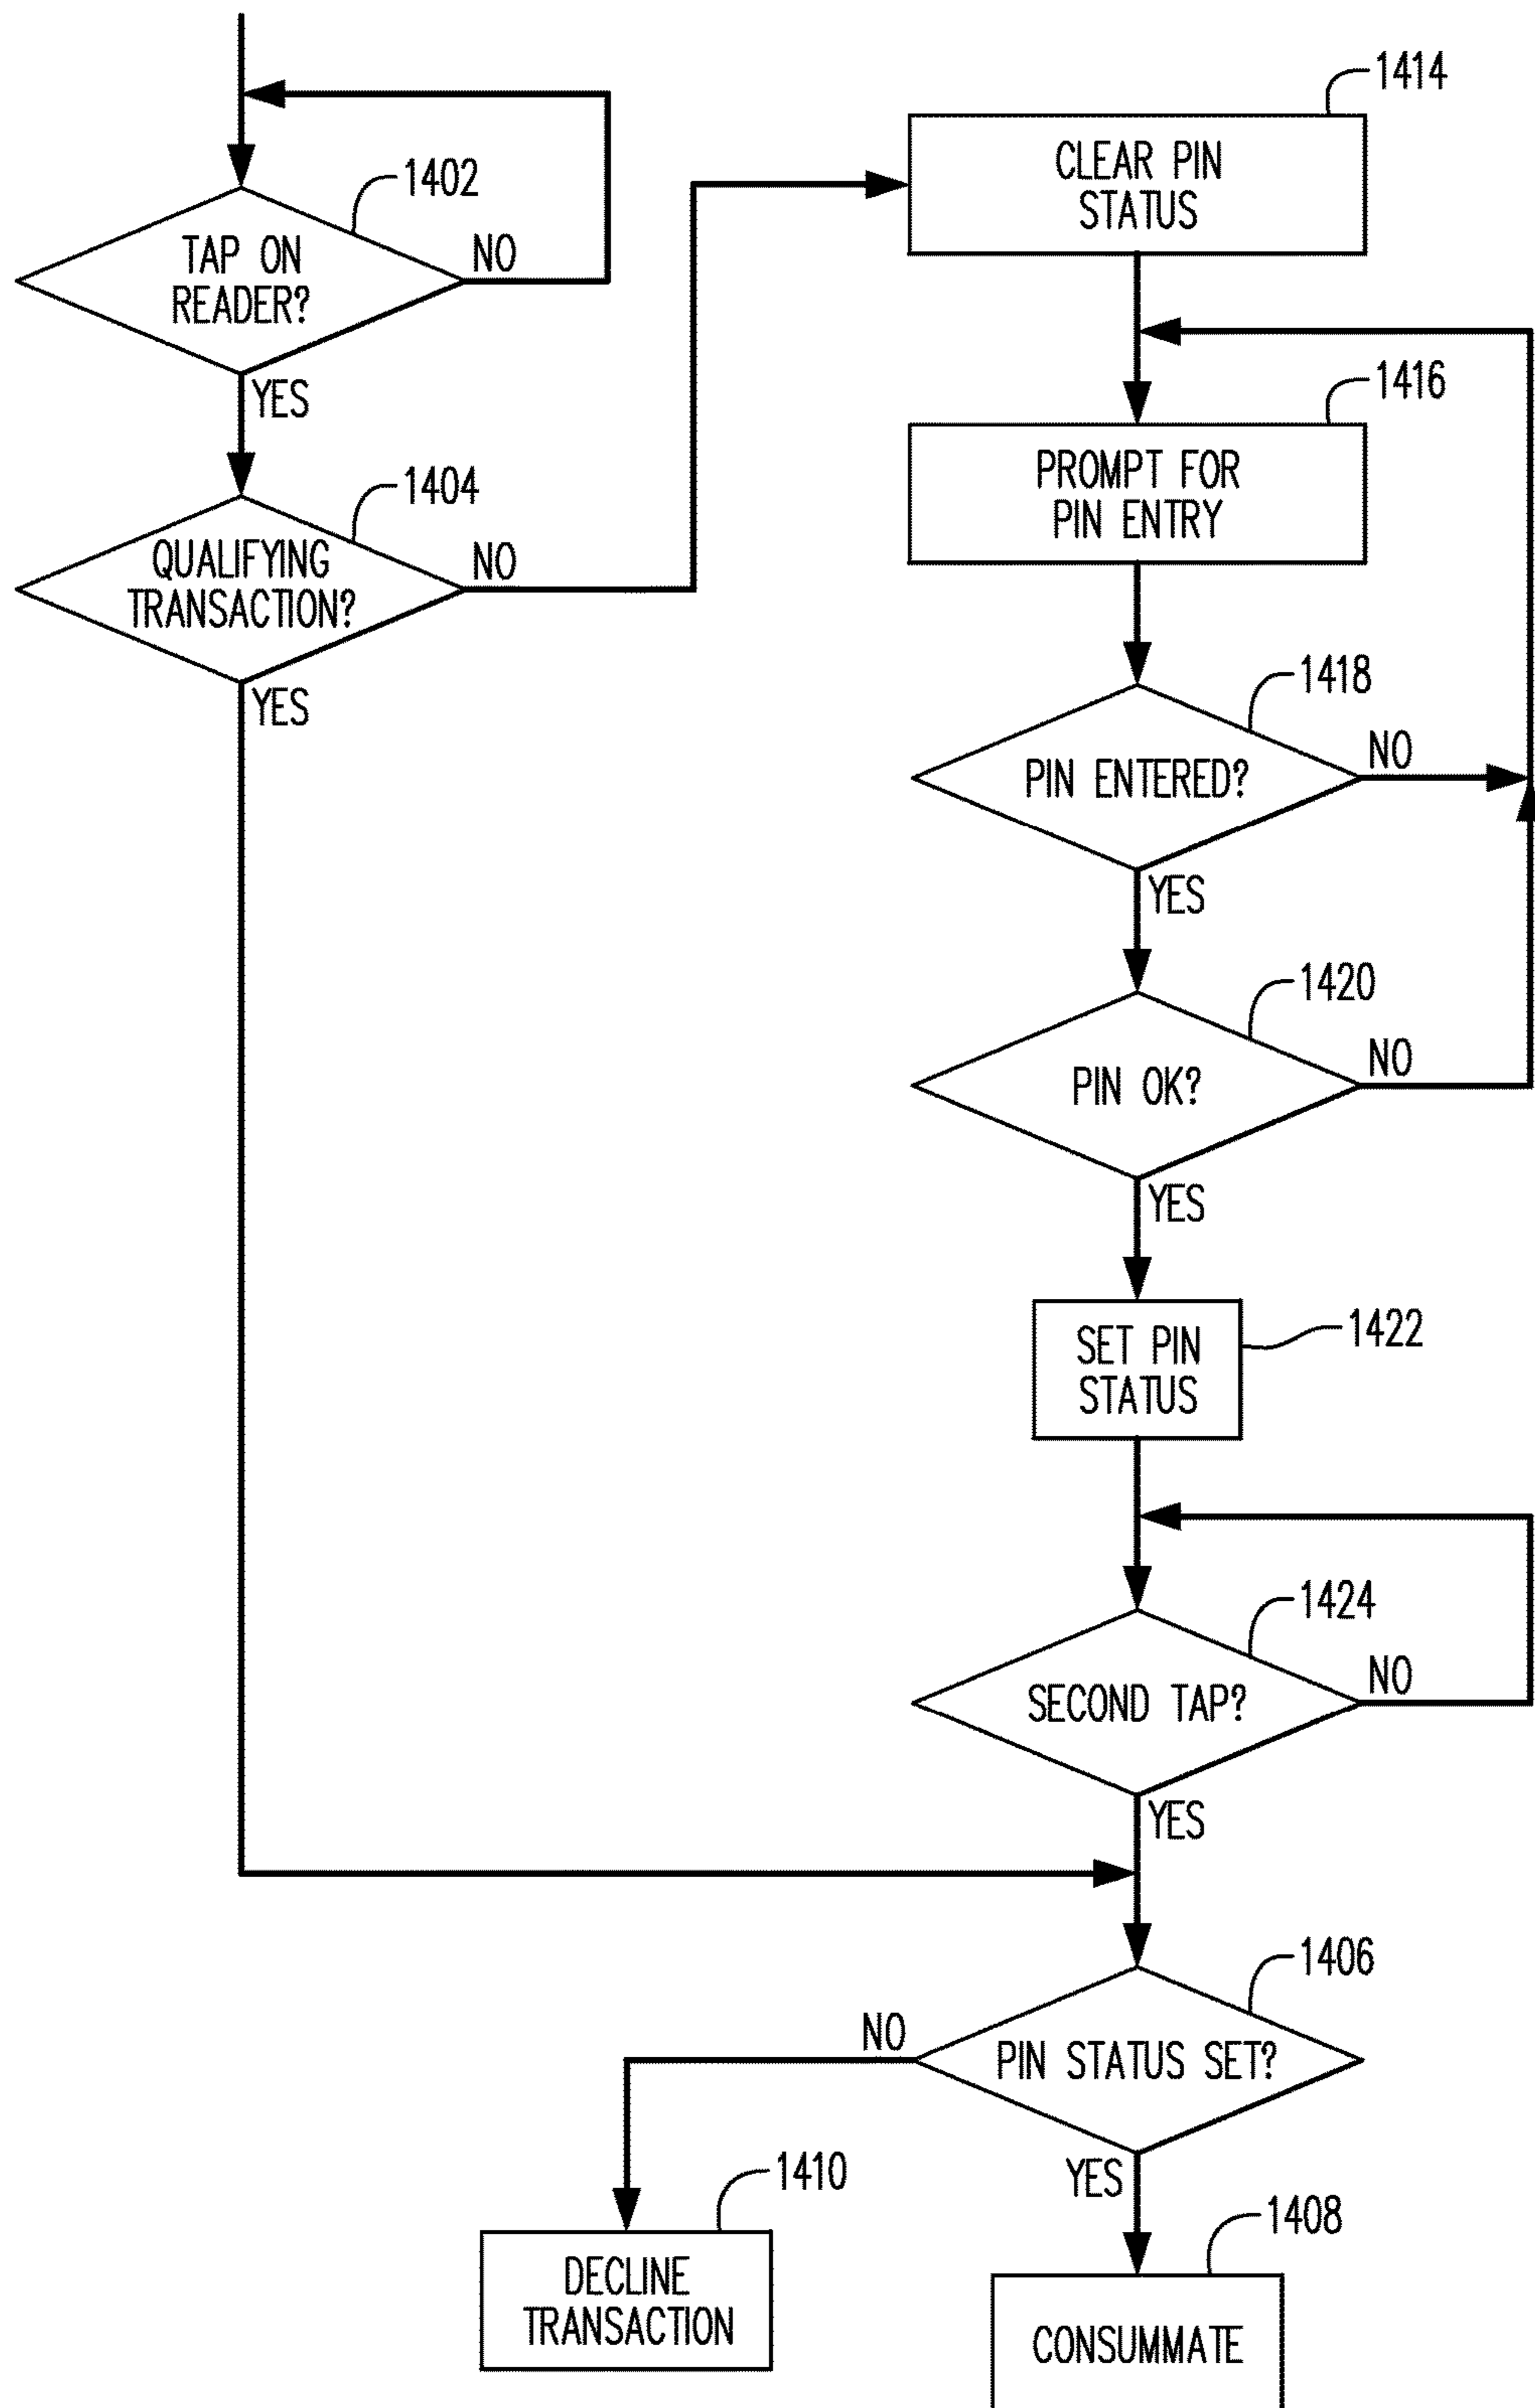 1402
TAP ON
READER?
NO
YES
1404
QUALIFYING
TRANSACTION?
NO
YES
1414
CLEAR PIN
STATUS
1416
PROMPT FOR
PIN ENTRY
1418
PIN ENTERED?
NO
YES
1420
PIN OK?
NO
YES
1422
SET PIN
STATUS
1424
SECOND TAP?
NO
YES
1406
PIN STATUS SET?
NO
YES
1410
DECLINE
TRANSACTION
1408
CONSUMMATE